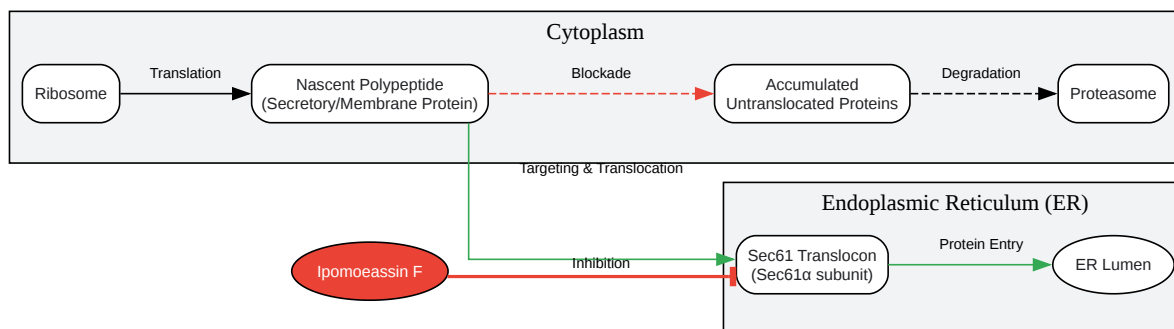 Cytoplasm
Ribosome
Translation
Nascent Polypeptide
(Secretory/Membrane Protein)
Blockade
Accumulated
Untranslocated Proteins
Degradation
Proteasome
Targeting & Translocation
Endoplasmic Reticulum (ER)
Ipomoeassin F
Inhibition
Sec61 Translocon
(Sec61α subunit)
Protein Entry
ER Lumen